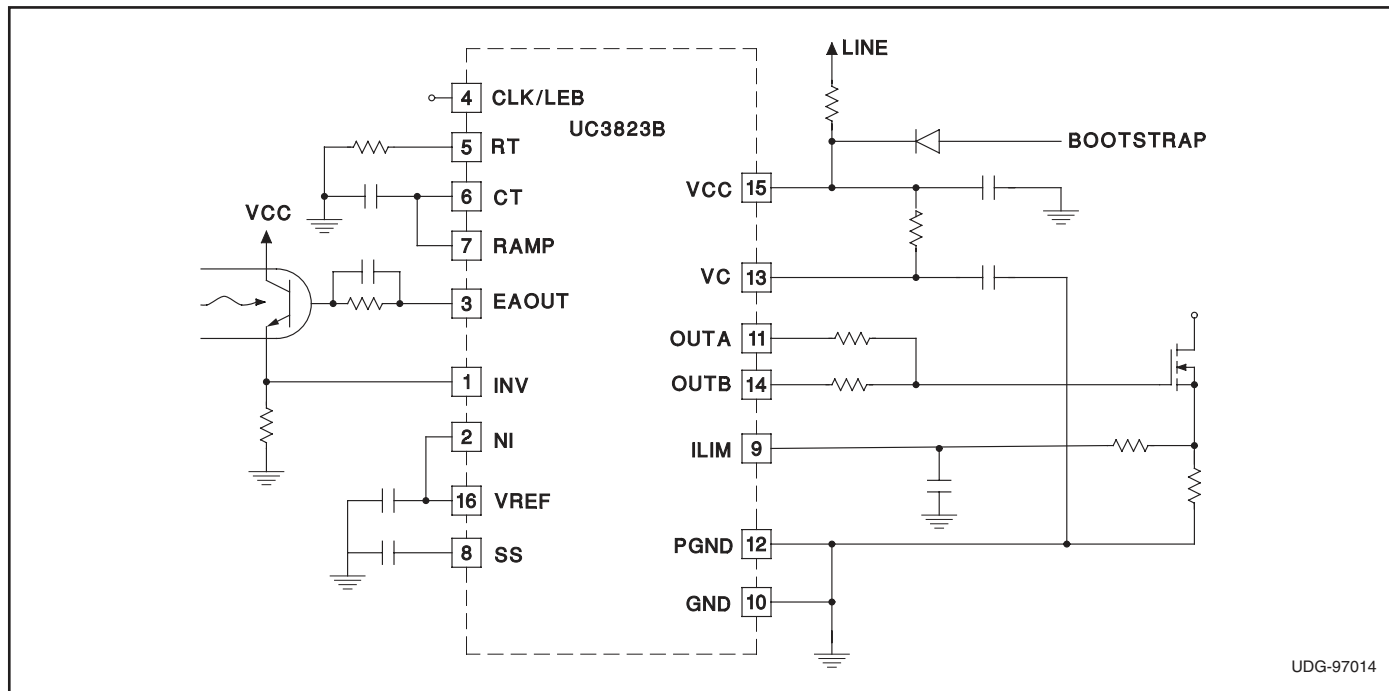 LINE
4 CLK/LEB
UC3823B
5 RT
BOOTSTRAP
6 CT
VCC 15
VCC
7 RAMP
VC 13
3 EAOUT
OUTA 11
1 INV
OUTB 14
2 NI
ILIM 9
16 VREF
8 SS
PGND 12
GND 10
UDG-97014